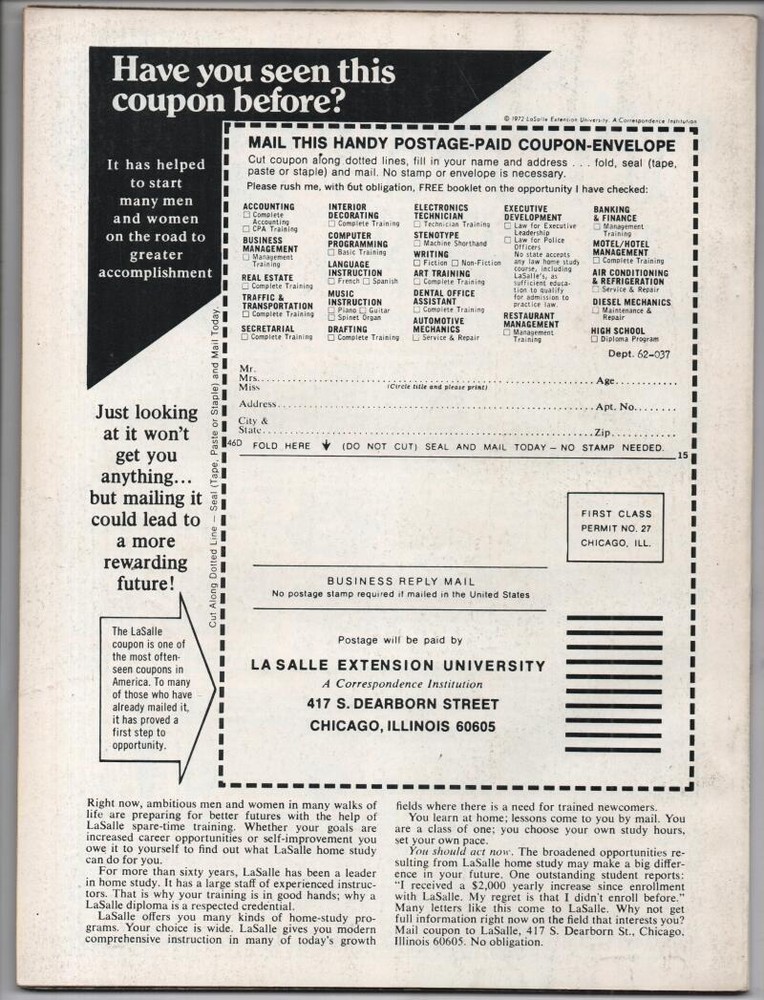 Have you seen this
coupon before?
© 1972 LaSalle Extension University. A Correspondence Institution
It has helped
to start
many men
and women
on the road to
greater
accomplishment
MAIL THIS HANDY POSTAGE-PAID COUPON-ENVELOPE
Cut coupon along dotted lines, fill in your name and address . . . fold, seal (tape,
paste or staple) and mail. No stamp or envelope is necessary.
Please rush me, with out obligation, FREE booklet on the opportunity I have checked:
ACCOUNTING
☐ Complete
Accounting
☐ CPA Training
BUSINESS
MANAGEMENT
☐ Management
Training
REAL ESTATE
☐ Complete Training
TRAFFIC &
TRANSPORTATION
☐ Complete Training
SECRETARIAL
☐ Complete Training
INTERIOR
DECORATING
☐ Complete Training
COMPUTER
PROGRAMMING
☐ Basic Training
LANGUAGE
INSTRUCTION
☐ French ☐ Spanish
MUSIC
INSTRUCTION
☐ Piano ☐ Guitar
☐ Spinet Organ
DRAFTING
☐ Complete Training
ELECTRONICS
TECHNICIAN
☐ Technician Training
STENOTYPE
☐ Machine Shorthand
WRITING
☐ Fiction ☐ Non-Fiction
ART TRAINING
☐ Complete Training
DENTAL OFFICE
ASSISTANT
☐ Complete Training
AUTOMOTIVE
MECHANICS
☐ Service & Repair
EXECUTIVE
DEVELOPMENT
☐ Law for Executive
Leadership
☐ Law for Police
Officers
No state accepts
any law home study
course, including
LaSalle's, as
sufficient educa-
tion to qualify
for admission to
practice law.
RESTAURANT
MANAGEMENT
☐ Management
Training
BANKING
& FINANCE
☐ Management
Training
MOTEL/HOTEL
MANAGEMENT
☐ Complete Training
AIR CONDITIONING
& REFRIGERATION
☐ Service & Repair
DIESEL MECHANICS
☐ Maintenance &
Repair
HIGH SCHOOL
☐ Diploma Program
Dept. 62-037
Mr.
Mrs. Age
Miss (Circle title and please print)
Address Apt. No.
City &
State Zip
46D FOLD HERE ↓ (DO NOT CUT) SEAL AND MAIL TODAY — NO STAMP NEEDED.
15
Cut Along Dotted Line — Seal (Tape, Paste or Staple) and Mail Today.
Just looking
at it won't
get you
anything...
but mailing it
could lead to
a more
rewarding
future!
FIRST CLASS
PERMIT NO. 27
CHICAGO, ILL.
BUSINESS REPLY MAIL
No postage stamp required if mailed in the United States
Postage will be paid by
LA SALLE EXTENSION UNIVERSITY
A Correspondence Institution
417 S. DEARBORN STREET
CHICAGO, ILLINOIS 60605
The LaSalle
coupon is one of
the most often-
seen coupons in
America. To many
of those who have
already mailed it,
it has proved a
first step to
opportunity.
Right now, ambitious men and women in many walks of
life are preparing for better futures with the help of
LaSalle spare-time training. Whether your goals are
increased career opportunities or self-improvement you
owe it to yourself to find out what LaSalle home study
can do for you.
For more than sixty years, LaSalle has been a leader
in home study. It has a large staff of experienced instruc-
tors. That is why your training is in good hands; why a
LaSalle diploma is a respected credential.
LaSalle offers you many kinds of home-study pro-
grams. Your choice is wide. LaSalle gives you modern
comprehensive instruction in many of today's growth
fields where there is a need for trained newcomers.
You learn at home; lessons come to you by mail. You
are a class of one; you choose your own study hours,
set your own pace.
You should act now. The broadened opportunities re-
sulting from LaSalle home study may make a big differ-
ence in your future. One outstanding student reports:
"I received a $2,000 yearly increase since enrollment
with LaSalle. My regret is that I didn't enroll before."
Many letters like this come to LaSalle. Why not get
full information right now on the field that interests you?
Mail coupon to LaSalle, 417 S. Dearborn St., Chicago,
Illinois 60605. No obligation.